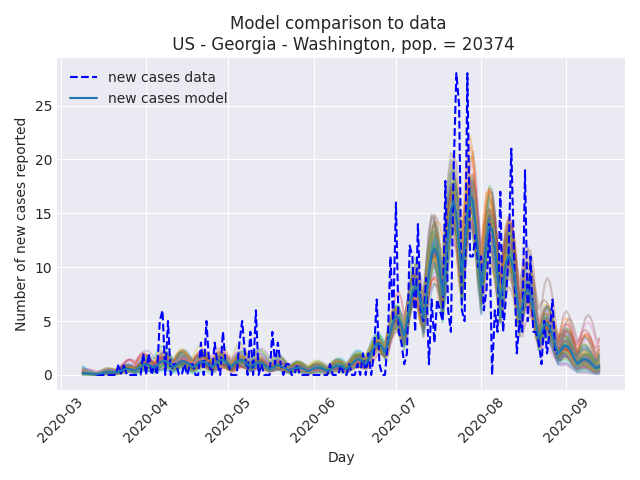 Model comparison to data
US - Georgia - Washington, pop. = 20374
new cases data
new cases model
Number of new cases reported
25
20
15
10
5
0
2020-03
2020-04
2020-05
2020-06
2020-07
2020-08
2020-09
Day